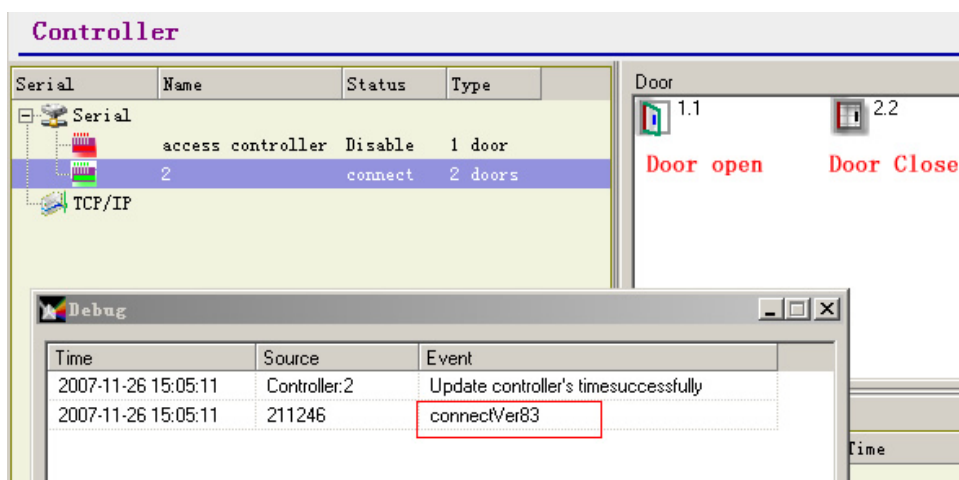 Controller
Serial Name Status Type
Serial
access controller Disable 1 door
2 connect 2 doors
TCP/IP
Door
1.1 2.2
Door open Door Close
Debug
Time Source Event
2007-11-26 15:05:11 Controller:2 Update controller's timesuccessfully
2007-11-26 15:05:11 211246 connectVer83
Time